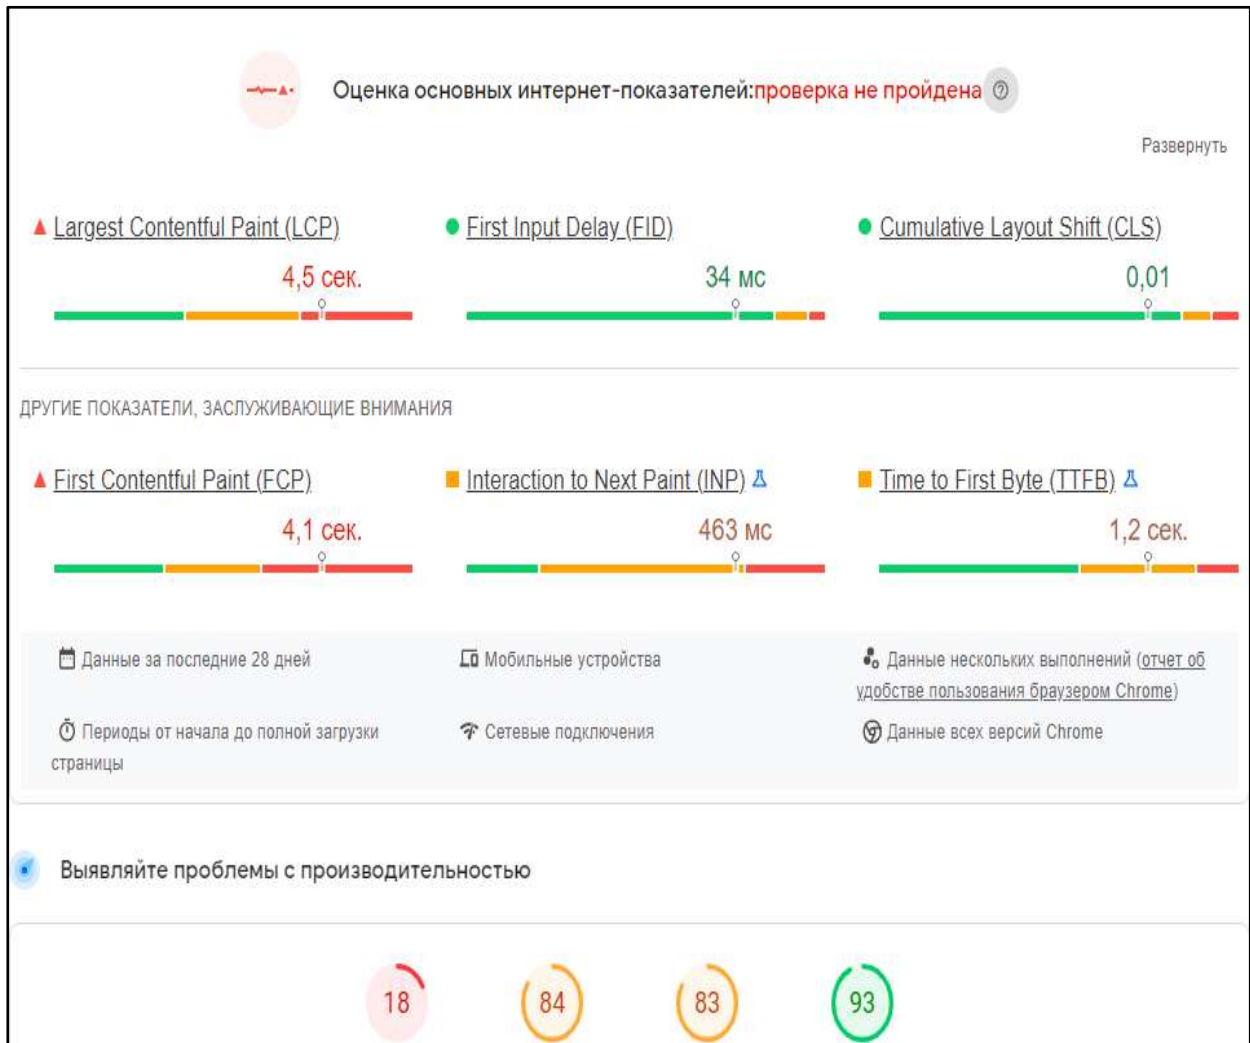 Оценка основных интернет-показателей:проверка не пройдена
Развернуть
Largest Contentful Paint (LCP)
First Input Delay (FID)
Cumulative Layout Shift (CLS)
4,5 сек.
34 мс
0,01
ДРУГИЕ ПОКАЗАТЕЛИ, ЗАСЛУЖИВАЮЩИЕ ВНИМАНИЯ
First Contentful Paint (FCP)
Interaction to Next Paint (INP)
Time to First Byte (TTFB)
4,1 сек.
463 мс
1,2 сек.
Данные за последние 28 дней
Мобильные устройства
Данные нескольких выполнений (отчет об
удобстве пользования браузером Chrome)
Периоды от начала до полной загрузки
страницы
Сетевые подключения
Данные всех версий Chrome
Выявляйте проблемы с производительностью
18
84
83
93